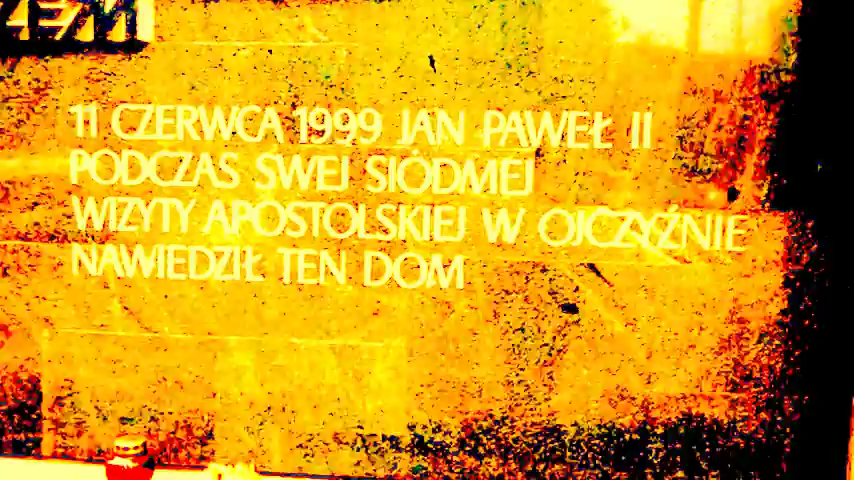 11 CZERWCA 1999 JAN PAWEŁ II
PODCZAS SWEJ SIÓDMEJ
WIZYTY APOSTOLSKIEJ W OJCZYŹNIE
NAWIEDZIŁ TEN DOM